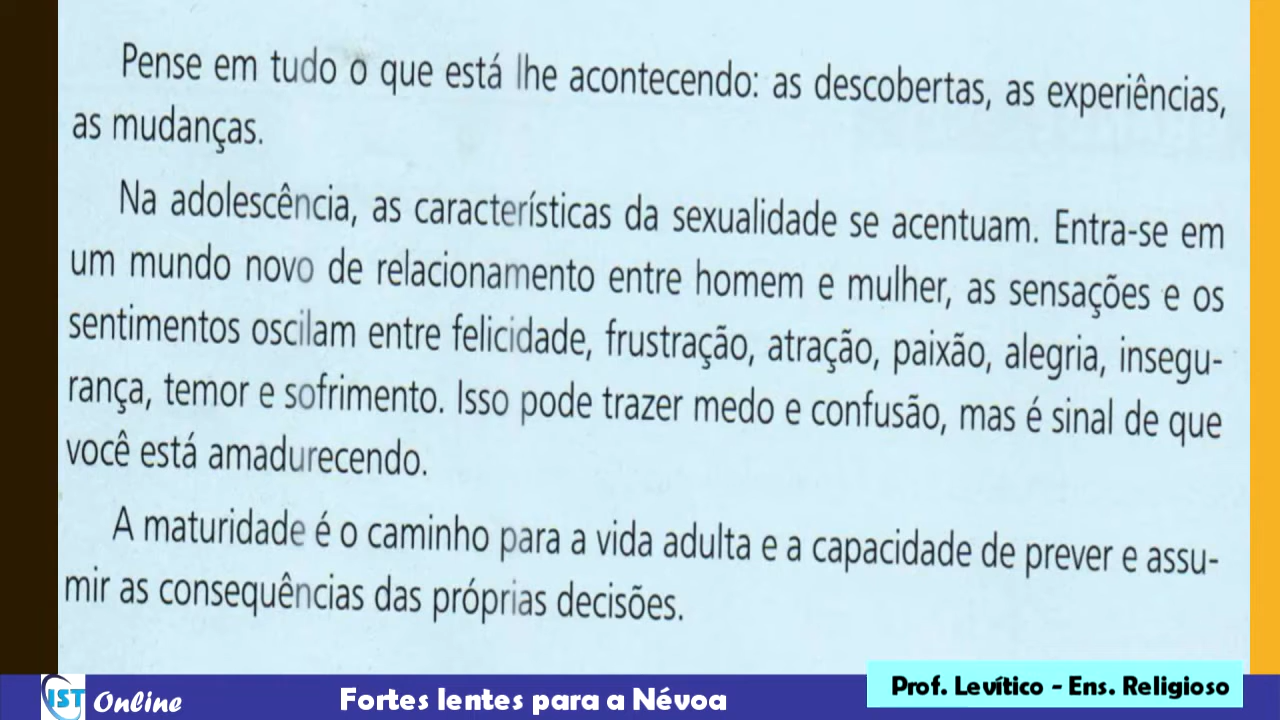 Pense em tudo o que está lhe acontecendo: as descobertas, as experiências,
as mudanças.
Na adolescência, as características da sexualidade se acentuam. Entra-se em
um mundo novo de relacionamento entre homem e mulher, as sensações e os
sentimentos oscilam entre felicidade, frustração, atração, paixão, alegria, insegu-
rança, temor e sofrimento. Isso pode trazer medo e confusão, mas é sinal de que
você está amadurecendo.
A maturidade é o caminho para a vida adulta e a capacidade de prever e assu-
mir as consequências das próprias decisões.
IST Online
Fortes lentes para a Névoa
Prof. Levítico - Ens. Religioso